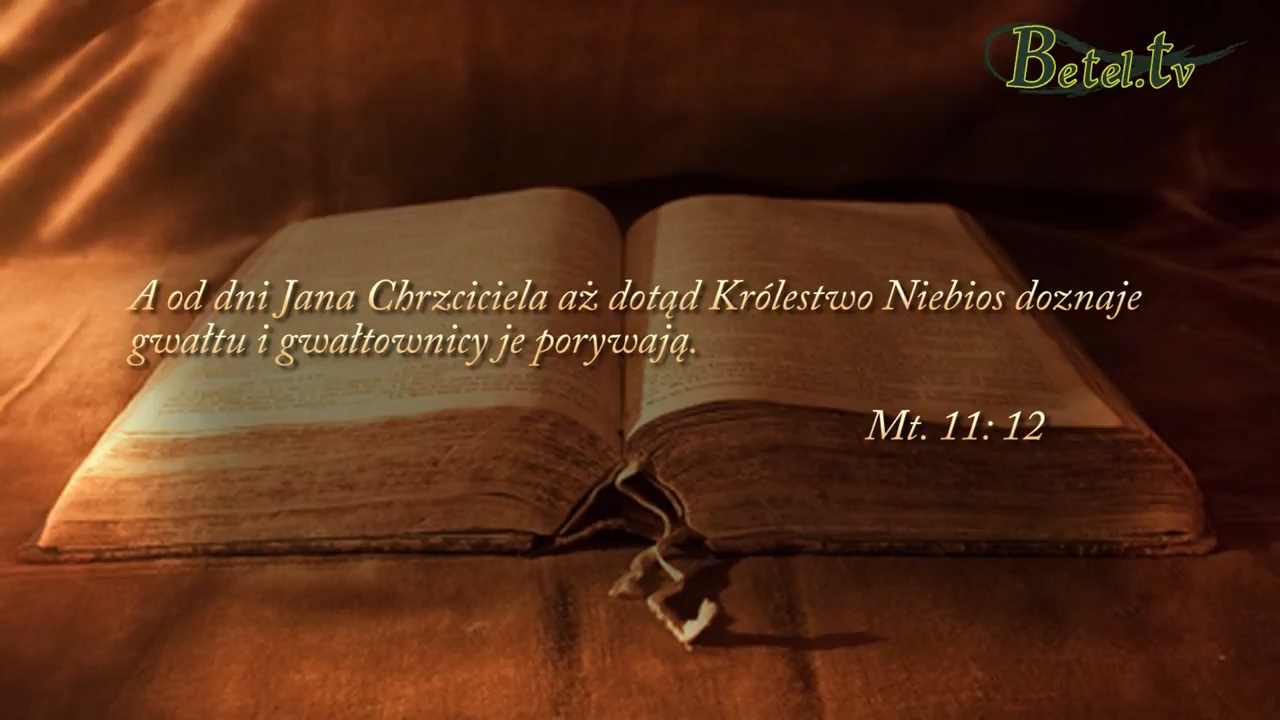 Betel.tv
A od dni Jana Chrzciciela aż dotąd Królestwo Niebios doznaje
gwałtu i gwałtownicy je porywają.
Mt. 11: 12